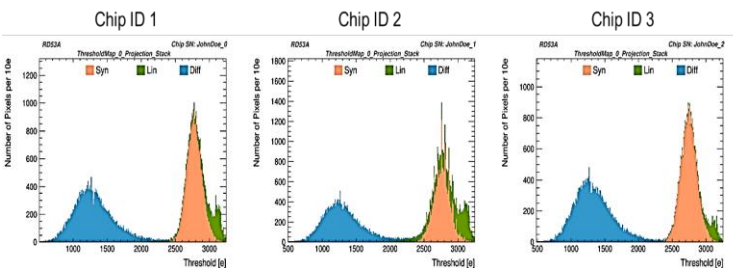 Chip ID 1
Chip ID 2
Chip ID 3
RD53A
Chip SN: JohnDoe_0
ThresholdMap_0_Projection_Stack
Syn Lin Diff
Number of Pixels per 10e
1200
1000
800
600
400
200
0
1000 1500 2000 2500 3000
Threshold [e]
RD53A
Chip SN: JohnDoe_1
ThresholdMap_0_Projection_Stack
Syn Lin Diff
Number of Pixels per 10e
1800
1600
1400
1200
1000
800
600
400
200
0
500 1000 1500 2000 2500 3000
Threshold [e]
RD53A
Chip SN: JohnDoe_2
ThresholdMap_0_Projection_Stack
Syn Lin Diff
Number of Pixels per 10e
1000
800
600
400
200
0
500 1000 1500 2000 2500 3000
Threshold [e]